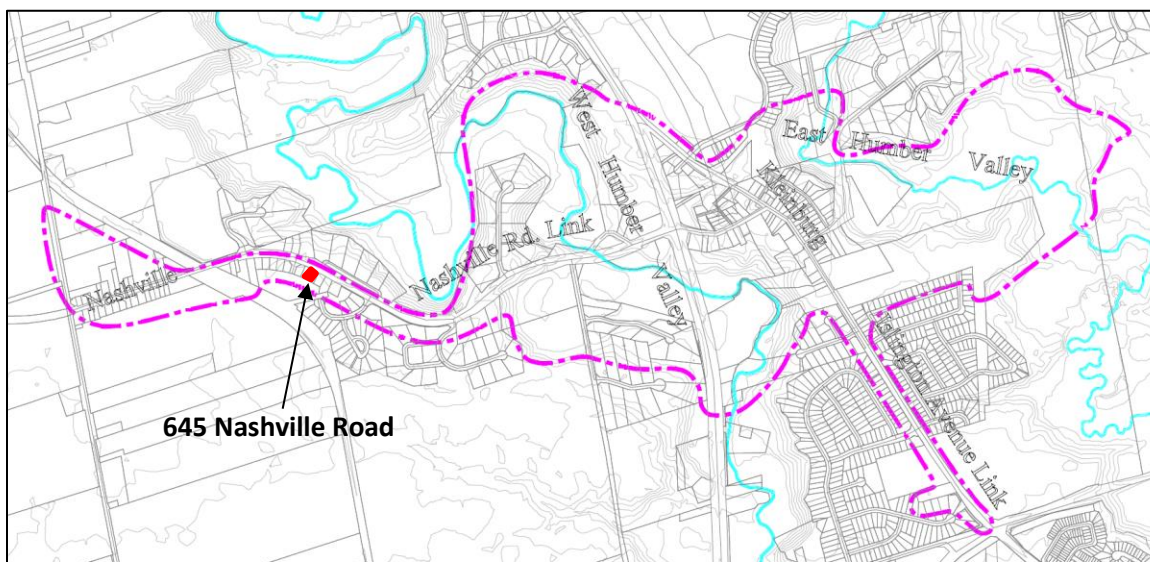 West Humber Valley
East Humber Valley
Kleinburg
Nashville Rd. Link
Nashville
Islington Avenue Link
645 Nashville Road